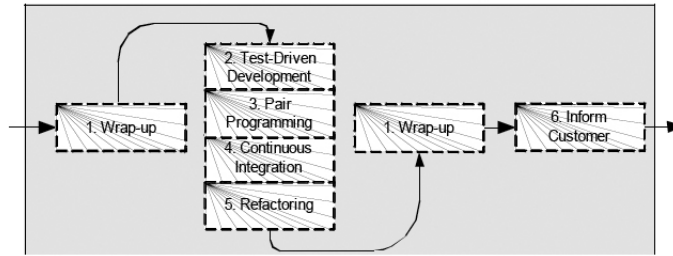 1. Wrap-up
2. Test-Driven
Development
3. Pair
Programming
4. Continuous
Integration
5. Refactoring
1. Wrap-up
6. Inform
Customer